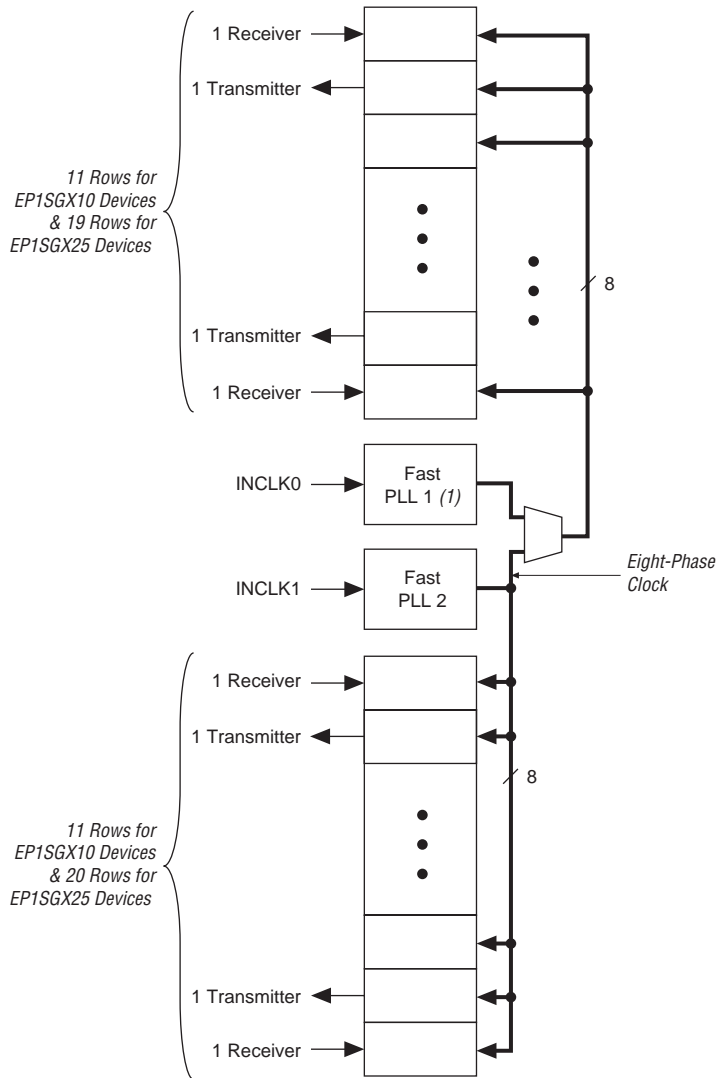 1 Receiver
1 Transmitter
11 Rows for
EP1SGX10 Devices
& 19 Rows for
EP1SGX25 Devices
8
1 Transmitter
1 Receiver
INCLK0
Fast
PLL 1 (1)
INCLK1
Fast
PLL 2
Eight-Phase
Clock
1 Receiver
1 Transmitter
8
11 Rows for
EP1SGX10 Devices
& 20 Rows for
EP1SGX25 Devices
1 Transmitter
1 Receiver